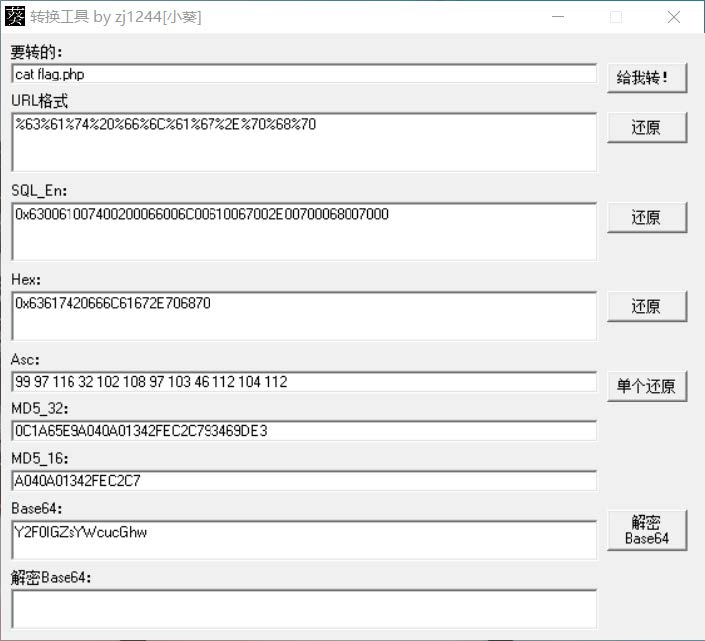 葵 转换工具 by zj1244[小葵]
要转的:
cat flag.php
给我转!
URL格式
%63%61%74%20%66%6C%61%67%2E%70%68%70
还原
SQL_En:
0x630061007400200066006C00610067002E00700068007000
还原
Hex:
0x63617420666C61672E706870
还原
Asc:
99 97 116 32 102 108 97 103 46 112 104 112
单个还原
MD5_32:
0C1A65E9A040A01342FEC2C793469DE3
MD5_16:
A040A01342FEC2C7
Base64:
Y2F0IGZsYWcucGhw
解密
Base64
解密Base64: